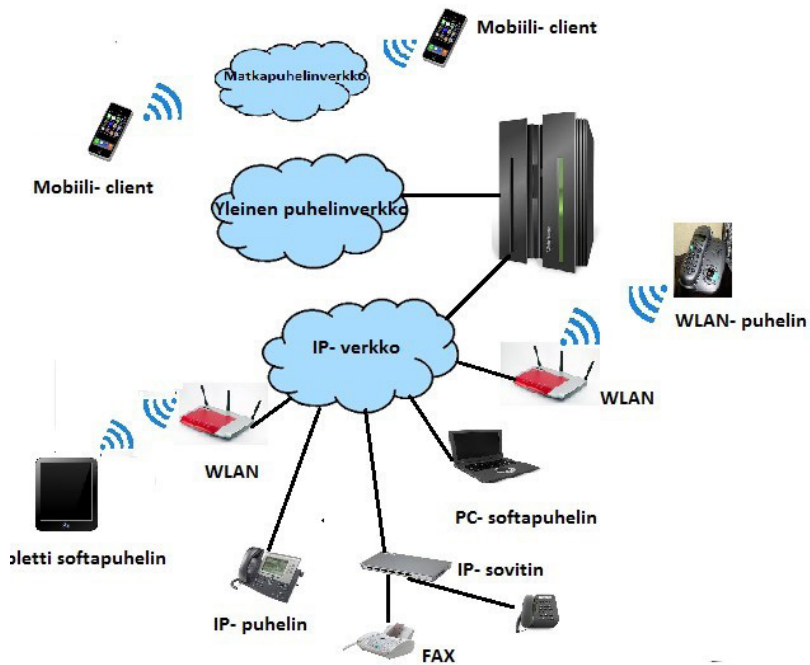 Mobiili- client
Matkapuhelinverkko
Mobiili- client
Yleinen puhelinverkko
WLAN- puhelin
IP- verkko
WLAN
WLAN
PC- softapuhelin
oletti softapuhelin
IP- sovitin
IP- puhelin
FAX